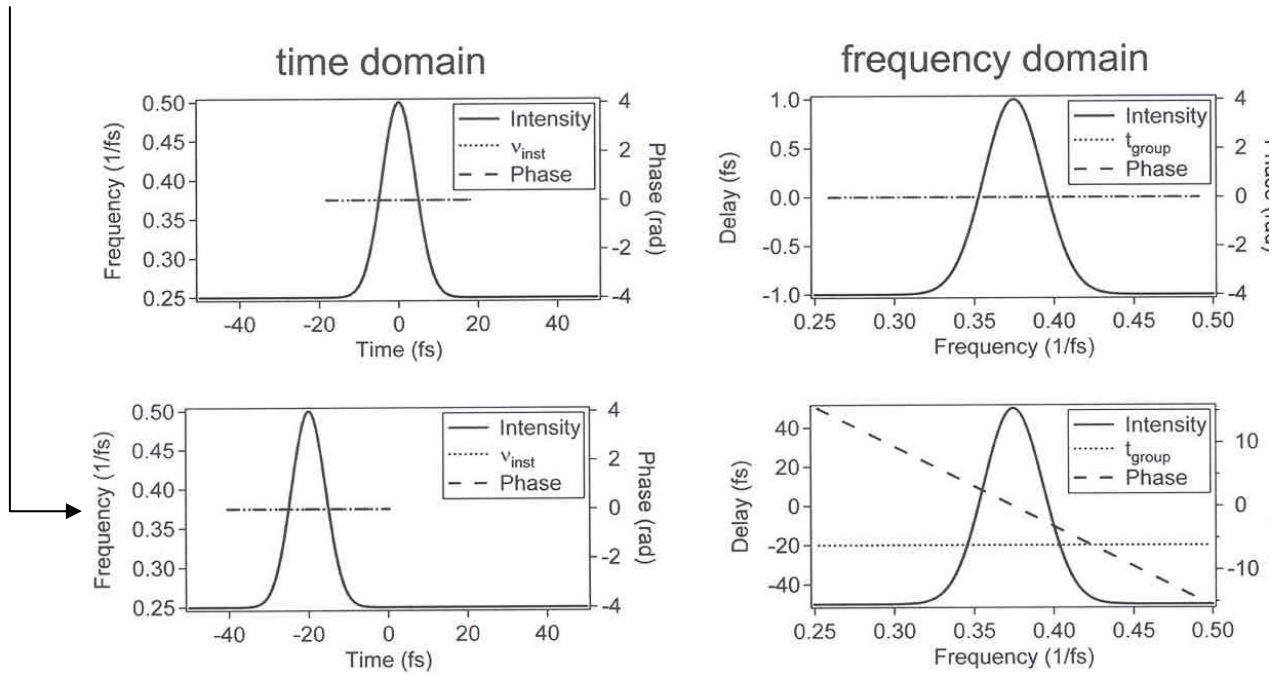 time domain
frequency domain
0.50
0.45
0.40
0.35
0.30
0.25
Frequency (1/fs)
Intensity
νinst
Phase
4
2
0
-2
-4
Phase (rad)
-40
-20
0
20
40
Time (fs)
1.0
0.5
0.0
-0.5
-1.0
Delay (fs)
Intensity
tgroup
Phase
4
2
0
-2
-4
0.25
0.30
0.35
0.40
0.45
0.50
Frequency (1/fs)
0.50
0.45
0.40
0.35
0.30
0.25
Frequency (1/fs)
Intensity
νinst
Phase
4
2
0
-2
-4
Phase (rad)
-40
-20
0
20
40
Time (fs)
40
20
0
-20
-40
Delay (fs)
Intensity
tgroup
Phase
10
5
0
-5
-10
-15
0.25
0.30
0.35
0.40
0.45
0.50
Frequency (1/fs)